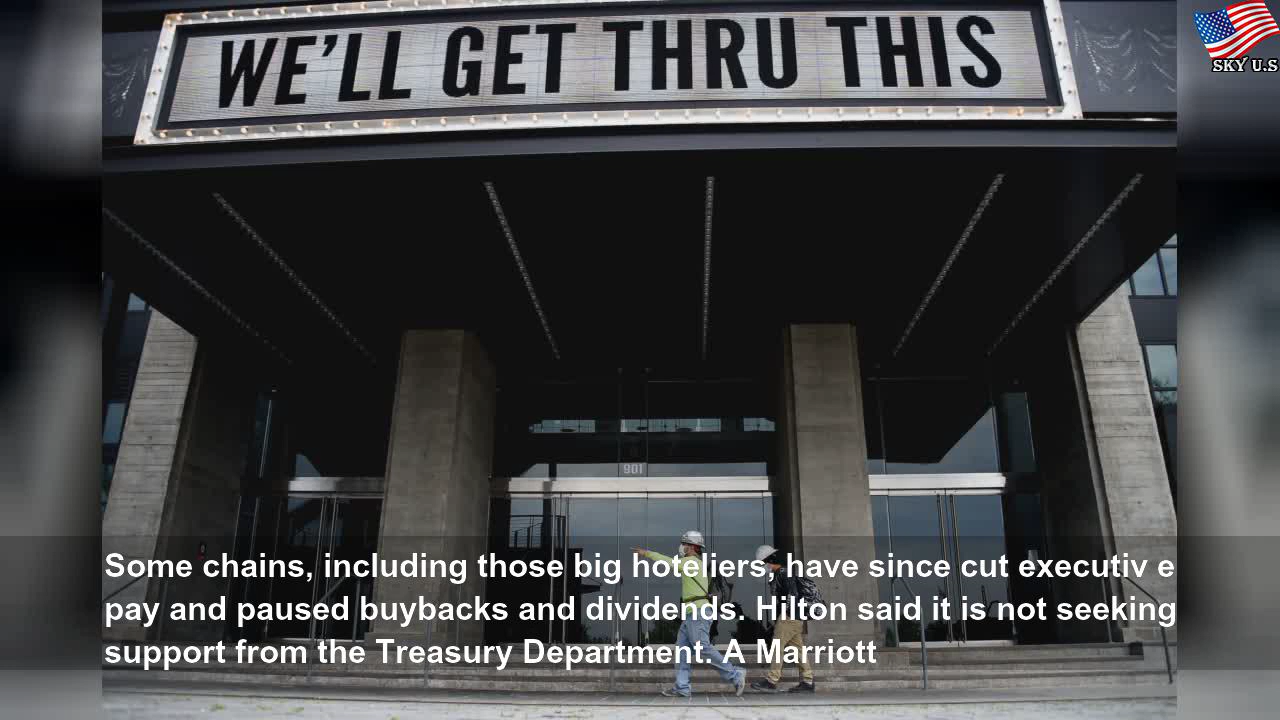 WE'LL GET THRU THIS
SKY U.S
901
Some chains, including those big hoteliers, have since cut executiv e
pay and paused buybacks and dividends. Hilton said it is not seeking
support from the Treasury Department. A Marriott